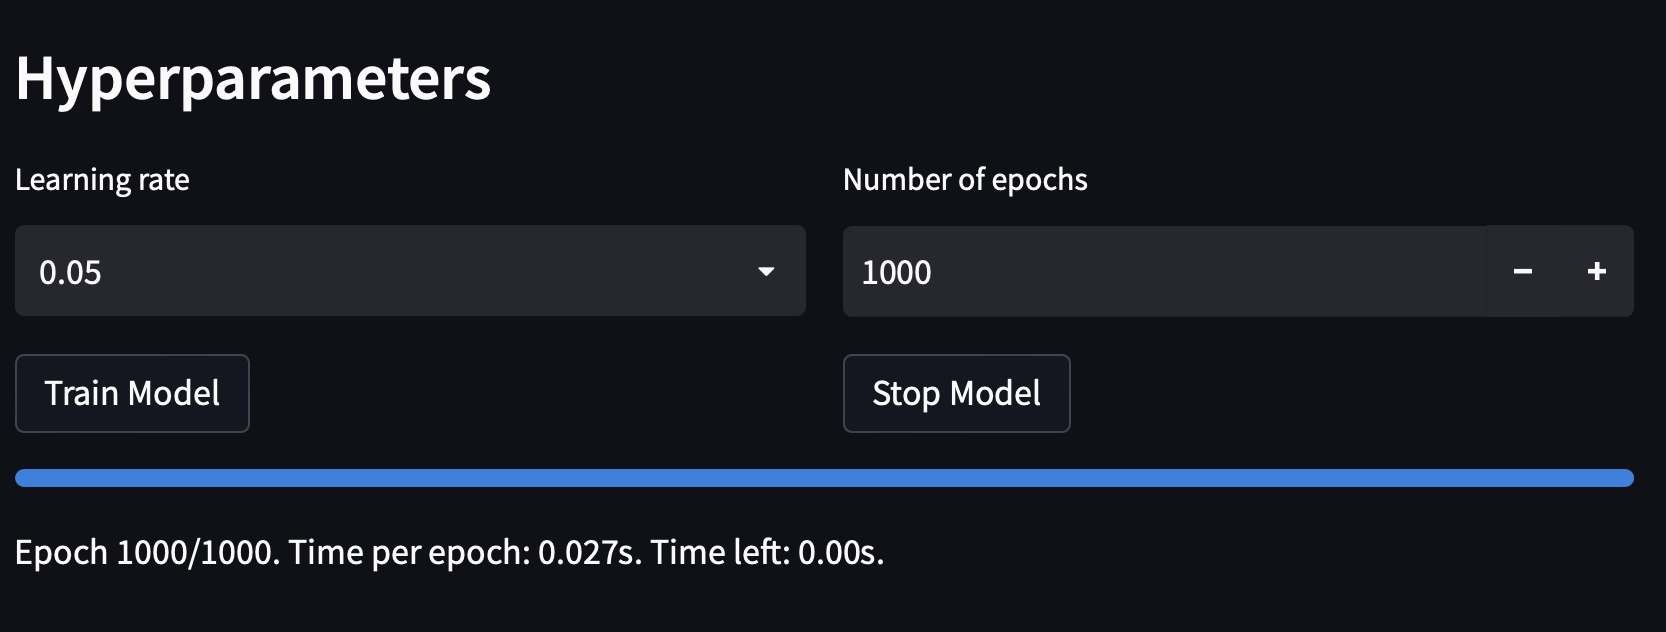 Hyperparameters
Learning rate
Number of epochs
0.05
1000
Train Model
Stop Model
Epoch 1000/1000. Time per epoch: 0.027s. Time left: 0.00s.